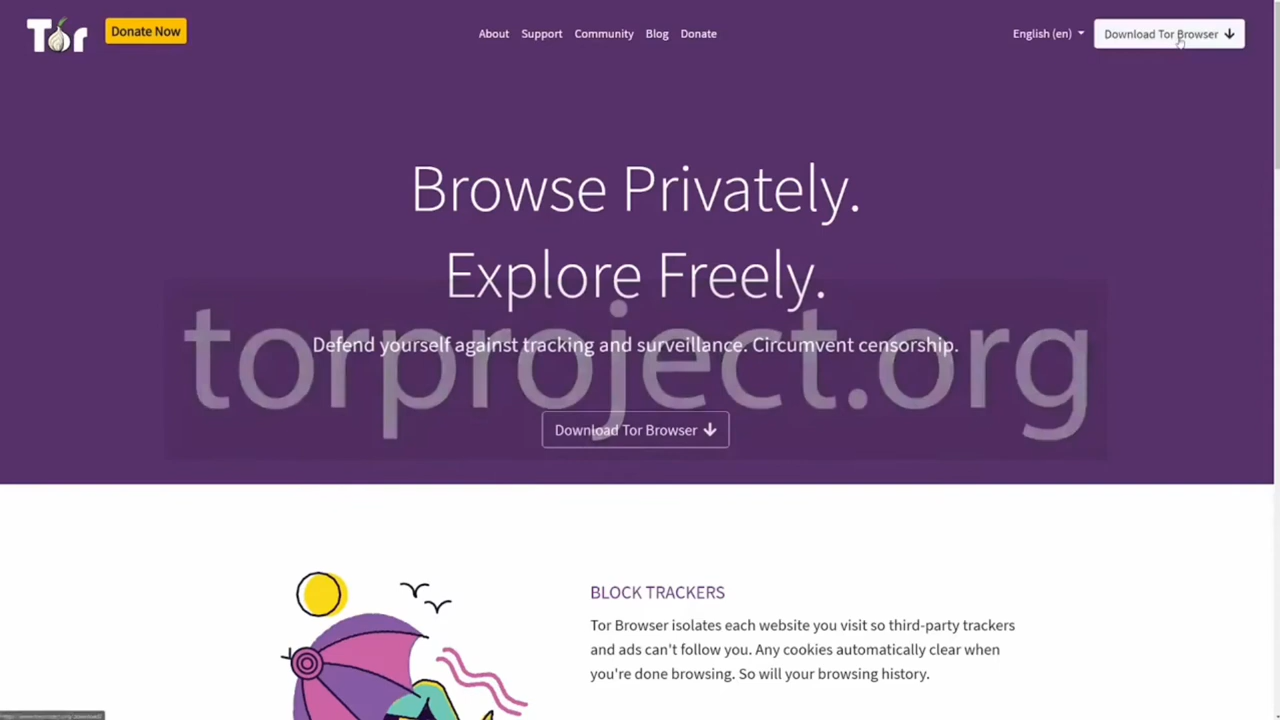 Tor
Donate Now
About Support Community Blog Donate
English (en)
Download Tor Browser
Browse Privately.
Explore Freely.
Defend yourself against tracking and surveillance. Circumvent censorship.
torproject.org
Download Tor Browser
BLOCK TRACKERS
Tor Browser isolates each website you visit so third-party trackers
and ads can't follow you. Any cookies automatically clear when
you're done browsing. So will your browsing history.